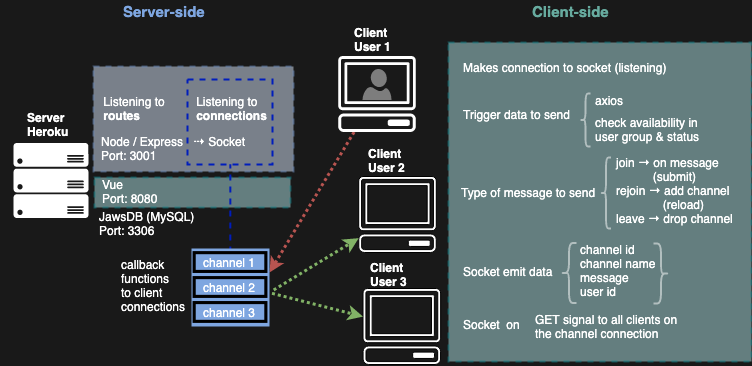 Server-side
Client-side
Client
User 1
Server
Heroku
Listening to
routes
Node / Express
Port: 3001
Listening to
connections
⇢ Socket
Vue
Port: 8080
JawsDB (MySQL)
Port: 3306
callback
functions
to client
connections
channel 1
channel 2
channel 3
Client
User 2
Client
User 3
Makes connection to socket (listening)
Trigger data to send
axios
check availability in
user group & status
Type of message to send
join → on message
(submit)
rejoin → add channel
(reload)
leave → drop channel
Socket emit data
channel id
channel name
message
user id
Socket on
GET signal to all clients on
the channel connection